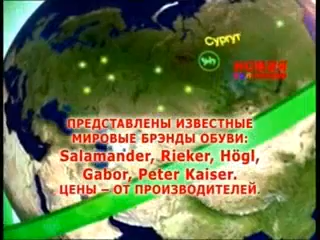 Сургут
ПРЕДСТАВЛЕНЫ ИЗВЕСТНЫЕ
МИРОВЫЕ БРЭНДЫ ОБУВИ:
Salamander, Rieker, Högl,
Gabor, Peter Kaiser.
ЦЕНЫ – ОТ ПРОИЗВОДИТЕЛЕЙ.